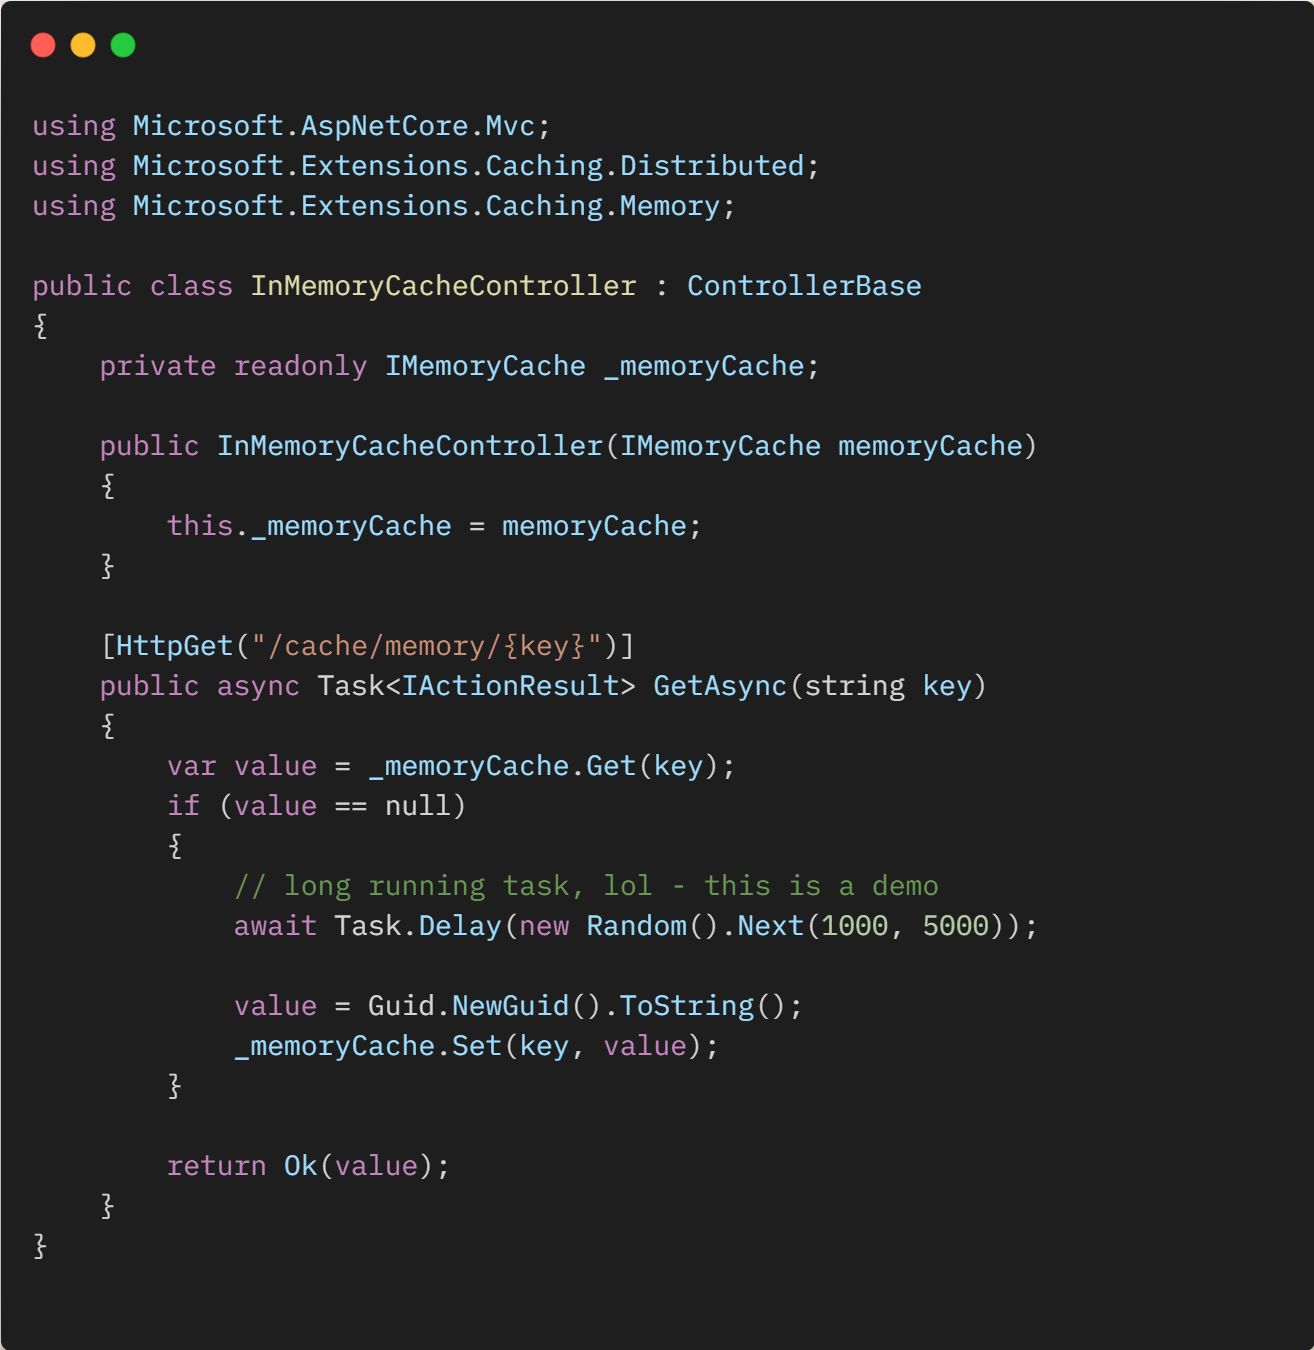 using Microsoft.AspNetCore.Mvc;
using Microsoft.Extensions.Caching.Distributed;
using Microsoft.Extensions.Caching.Memory;

public class InMemoryCacheController : ControllerBase
{
    private readonly IMemoryCache _memoryCache;

    public InMemoryCacheController(IMemoryCache memoryCache)
    {
        this._memoryCache = memoryCache;
    }

    [HttpGet("/cache/memory/{key}")]
    public async Task<IActionResult> GetAsync(string key)
    {
        var value = _memoryCache.Get(key);
        if (value == null)
        {
            // long running task, lol - this is a demo
            await Task.Delay(new Random().Next(1000, 5000));

            value = Guid.NewGuid().ToString();
            _memoryCache.Set(key, value);
        }

        return Ok(value);
    }
}